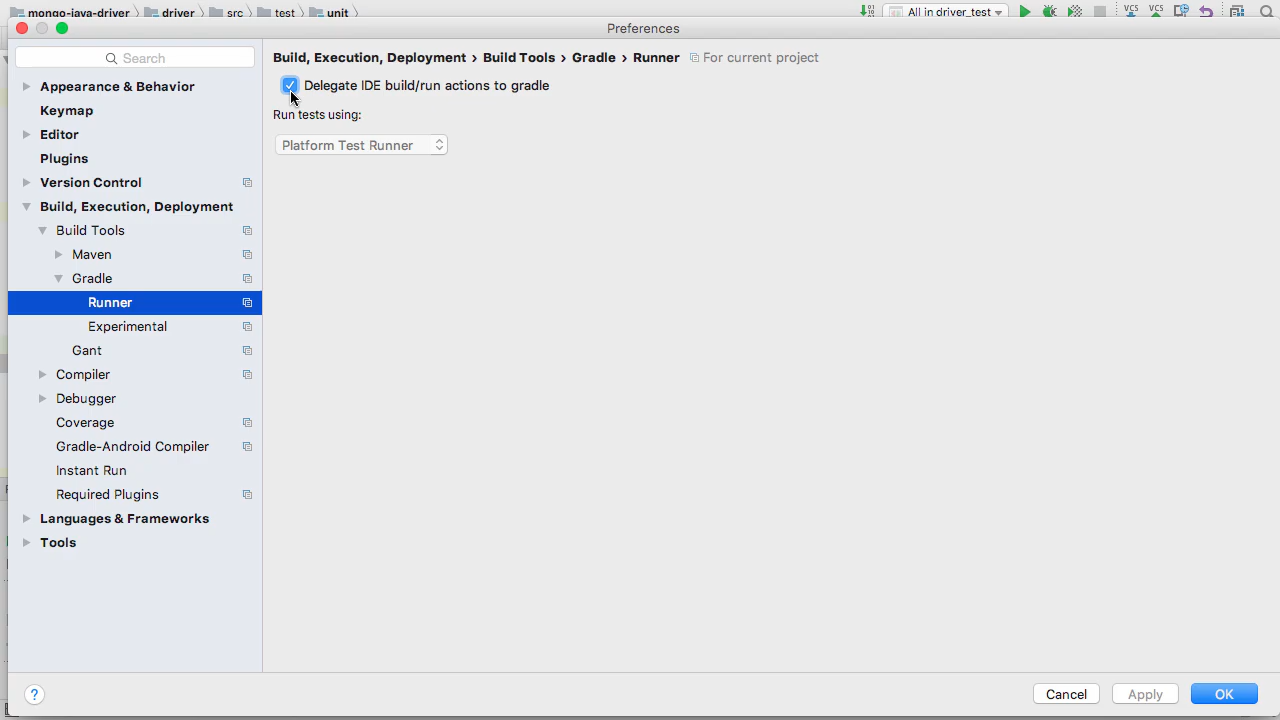 mongo-java-driver driver src test unit All in driver_test VCS VCS
Preferences
Search
Appearance & Behavior
Keymap
Editor
Plugins
Version Control
Build, Execution, Deployment
Build Tools
Maven
Gradle
Runner
Experimental
Gant
Compiler
Debugger
Coverage
Gradle-Android Compiler
Instant Run
Required Plugins
Languages & Frameworks
Tools
Build, Execution, Deployment › Build Tools › Gradle › Runner For current project
Delegate IDE build/run actions to gradle
Run tests using:
Platform Test Runner
? Cancel Apply OK